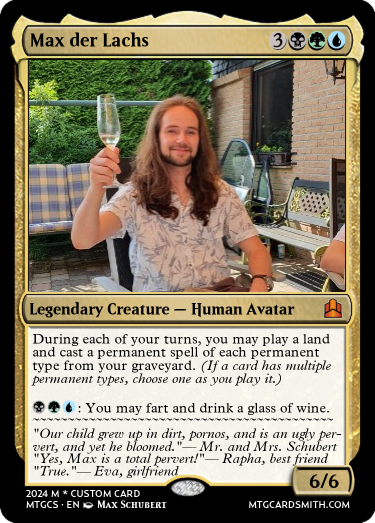 Max der Lachs 3
Legendary Creature — Human Avatar
During each of your turns, you may play a land
and cast a permanent spell of each permanent
type from your graveyard. (If a card has multiple
permanent types, choose one as you play it.)
: You may fart and drink a glass of wine.
~~~~~~~~~~~~~~~~~~~~~~~~~~~~~~~~~~~~~~
"Our child grew up in dirt, pornos, and is an ugly per-
vert, and yet he bloomed."— Mr. and Mrs. Schubert
"Yes, Max is a total pervert!"— Rapha, best friend
"True."— Eva, girlfriend
6/6
2024 M * CUSTOM CARD
MTGCS · EN Max Schubert MTGCARDSMITH.COM